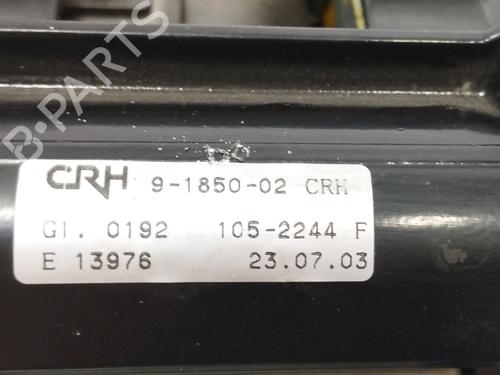 B-PARTS
CRH 9-1850-02 CRH
GI. 0192 105-2244 F
E 13976 23.07.03